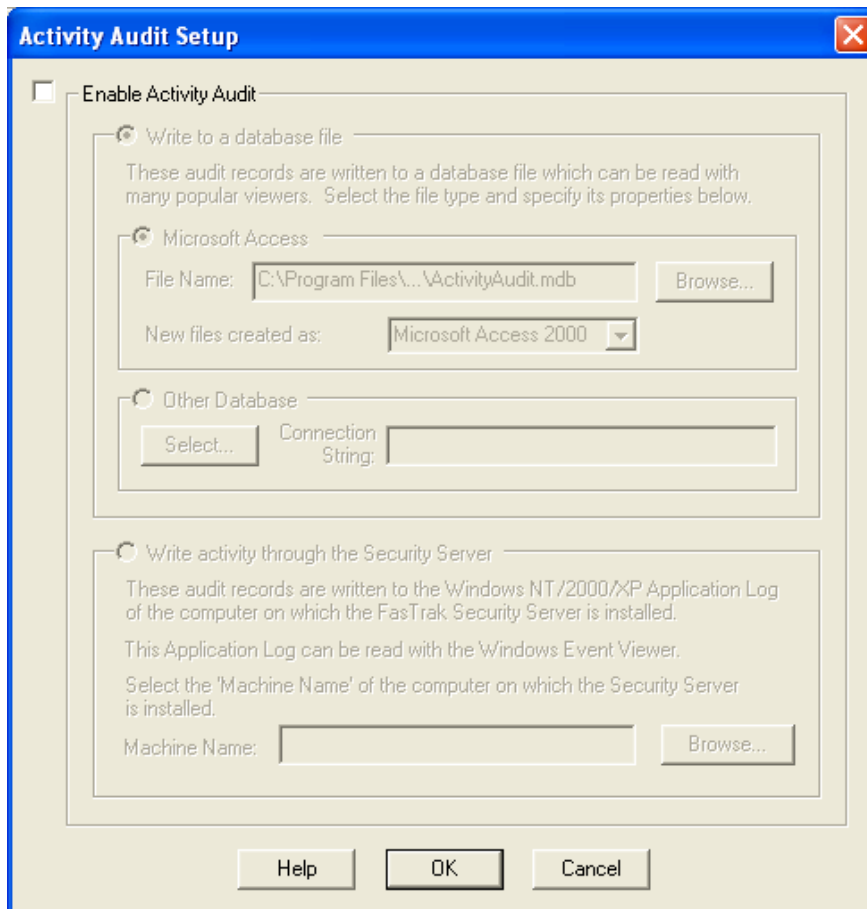 Activity Audit Setup
Enable Activity Audit
Write to a database file
These audit records are written to a database file which can be read with
many popular viewers.  Select the file type and specify its properties below.
Microsoft Access
File Name: C:\Program Files\...\ActivityAudit.mdb Browse...
New files created as: Microsoft Access 2000
Other Database
Select... Connection
String:
Write activity through the Security Server
These audit records are written to the Windows NT/2000/XP Application Log
of the computer on which the FasTrak Security Server is installed.
This Application Log can be read with the Windows Event Viewer.
Select the 'Machine Name' of the computer on which the Security Server
is installed.
Machine Name: Browse...
Help OK Cancel